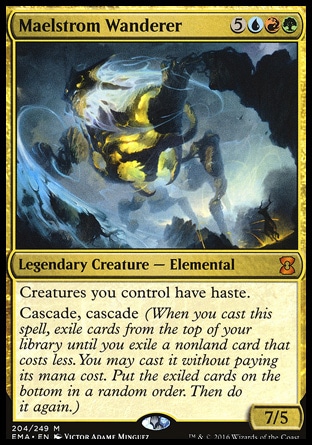 Maelstrom Wanderer 5
Legendary Creature — Elemental
Creatures you control have haste.
Cascade, cascade (When you cast
this spell, exile cards from the top of your
library until you exile a nonland card that
costs less. You may cast it without paying
its mana cost. Put the exiled cards on
the bottom in a random order. Then do
it again.)
7/5
204/249 M
EMA • EN VICTOR ADAME MINGUEZ
™ & © 2016 Wizards of the Coast